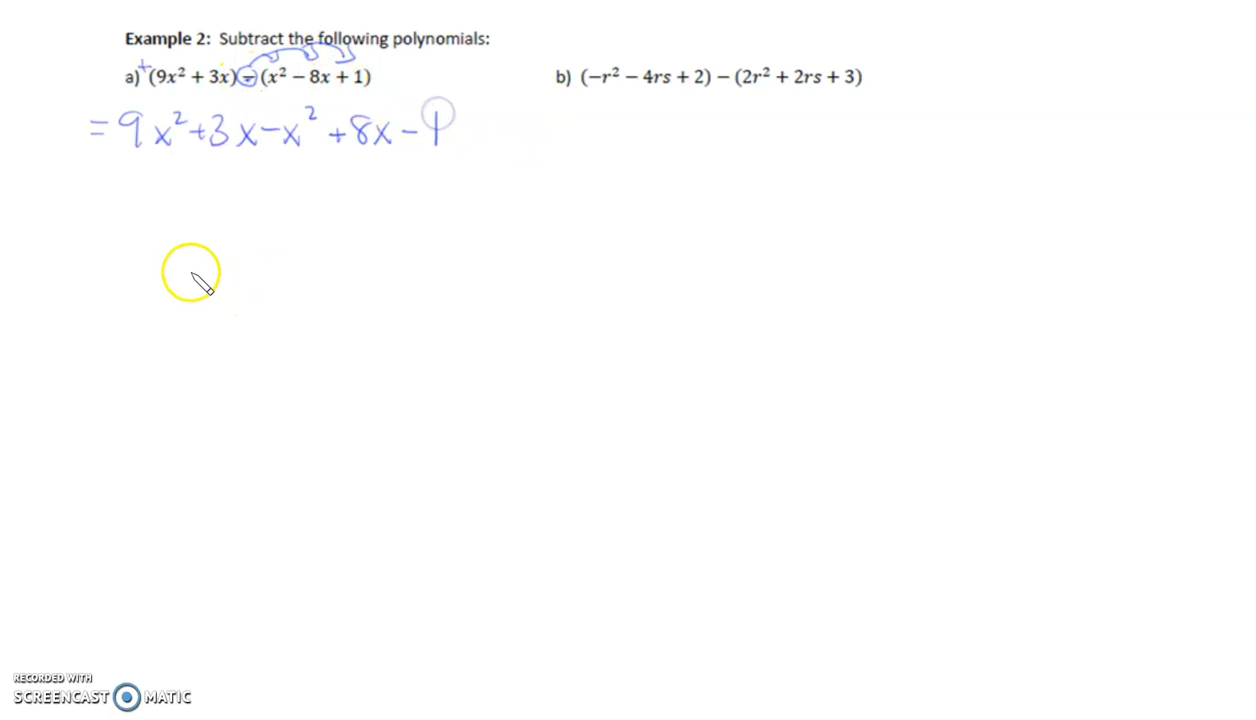 Example 2: Subtract the following polynomials:
a) +(9x² + 3x) − (x² − 8x + 1)
b) (−r² − 4rs + 2) − (2r² + 2rs + 3)
= 9x² + 3x − x² + 8x − 1
RECORDED WITH
SCREENCAST MATIC